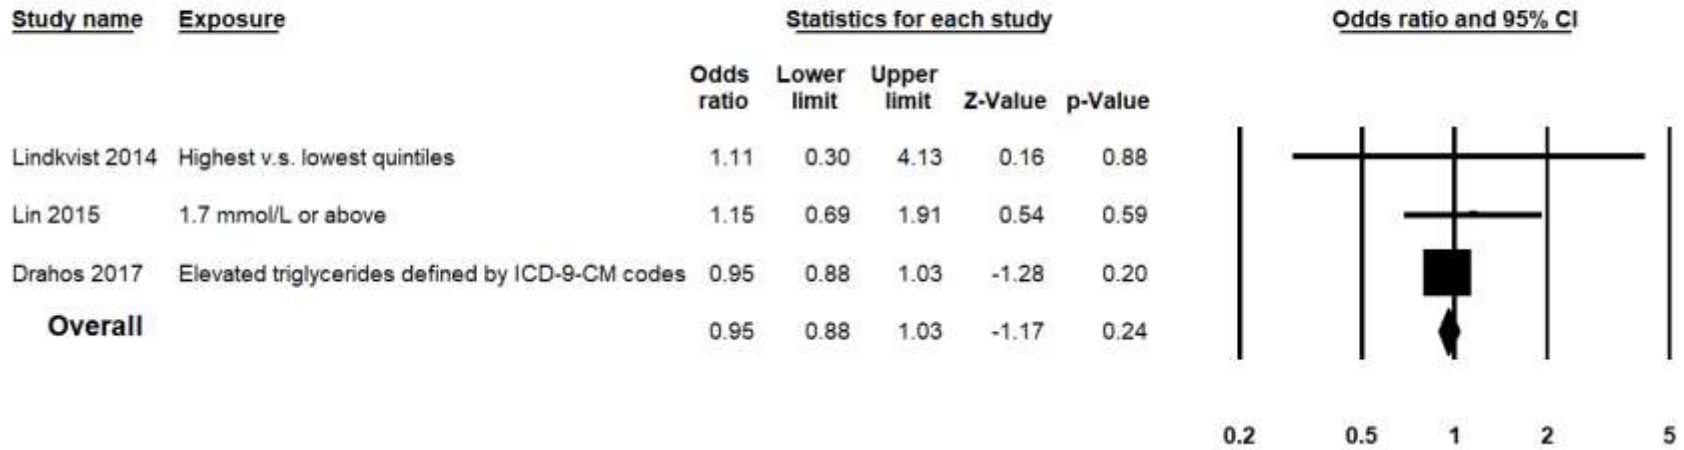 Study name Exposure Statistics for each study Odds ratio and 95% CI
Odds Lower Upper
ratio limit limit Z-Value p-Value
Lindkvist 2014 Highest v.s. lowest quintiles 1.11 0.30 4.13 0.16 0.88
Lin 2015 1.7 mmol/L or above 1.15 0.69 1.91 0.54 0.59
Drahos 2017 Elevated triglycerides defined by ICD-9-CM codes 0.95 0.88 1.03 -1.28 0.20
Overall 0.95 0.88 1.03 -1.17 0.24
0.2 0.5 1 2 5